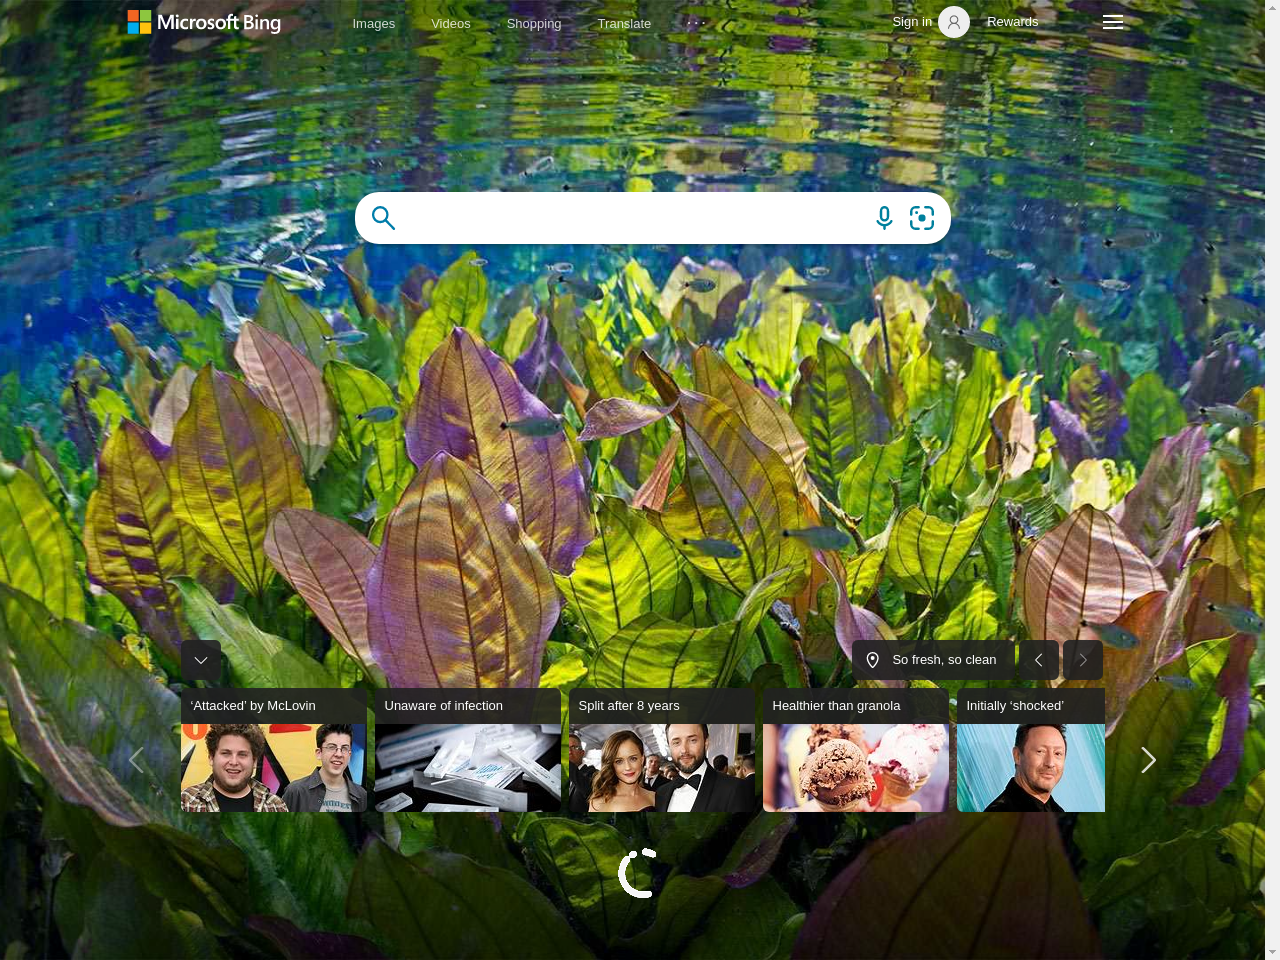 Microsoft Bing
Images
Videos
Shopping
Translate
Sign in
Rewards
So fresh, so clean
‘Attacked’ by McLovin
Unaware of infection
Split after 8 years
Healthier than granola
Initially ‘shocked’